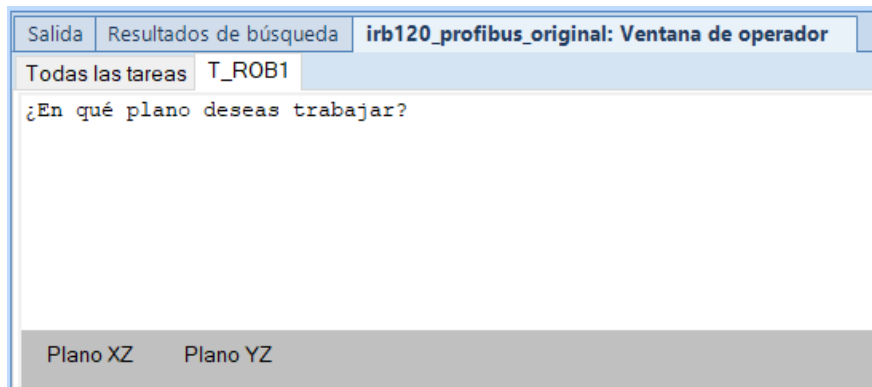 Salida Resultados de búsqueda irb120_profibus_original: Ventana de operador
Todas las tareas T_ROB1
¿En qué plano deseas trabajar?
Plano XZ Plano YZ